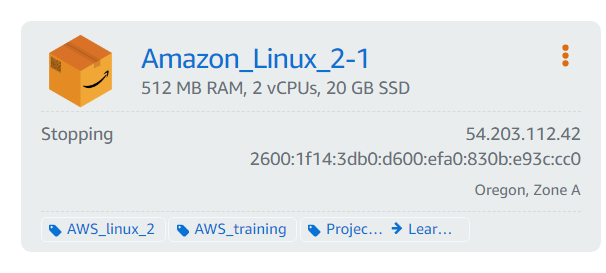 Amazon_Linux_2-1
512 MB RAM, 2 vCPUs, 20 GB SSD
Stopping
54.203.112.42
2600:1f14:3db0:d600:efa0:830b:e93c:cc0
Oregon, Zone A
AWS_linux_2 AWS_training Projec... → Lear...